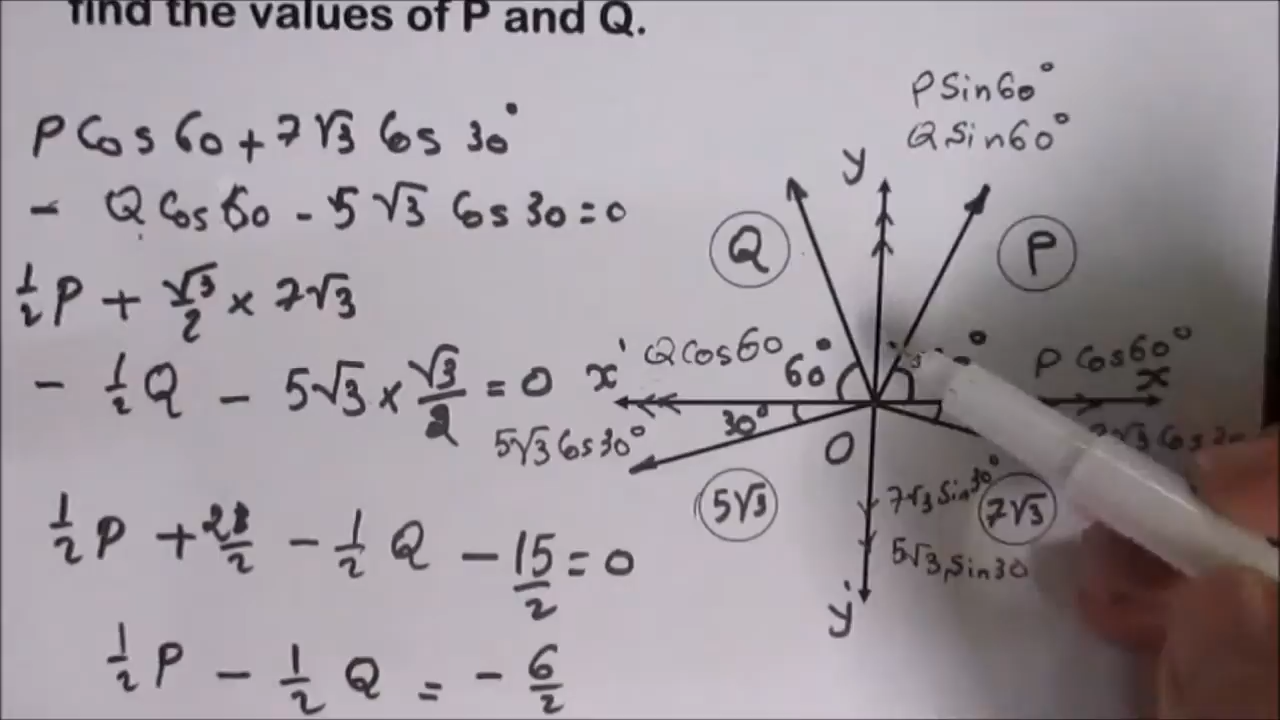 find the values of P and Q.
P Cos 60 + 7√3 Cos 30°
- Q Cos 60 - 5√3 Cos 30 = 0
1/2 P + √3/2 × 7√3
- 1/2 Q - 5√3 × √3/2 = 0
1/2 P + 21/2 - 1/2 Q - 15/2 = 0
1/2 P - 1/2 Q = - 6/2
P Sin 60°
Q Sin 60°
y
Q
P
Q Cos 60
60°
P Cos 60°
x'
x
5√3 Cos 30°
30°
O
7√3 Sin 30°
5√3
7√3
5√3 Sin 30
y'